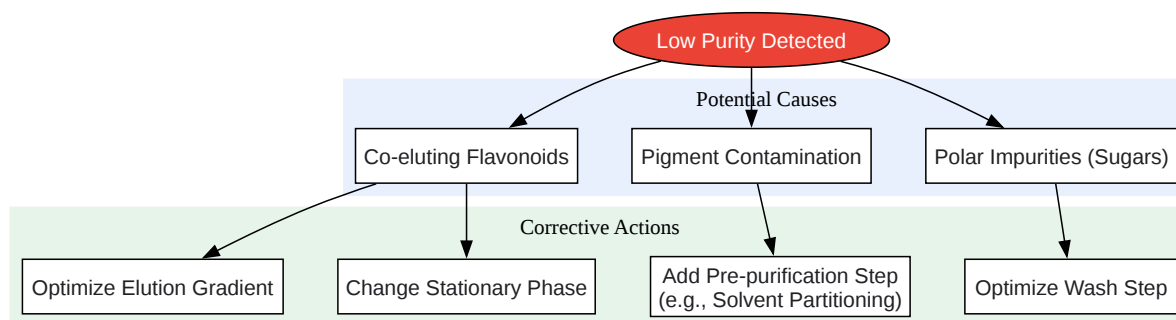 Low Purity Detected
Potential Causes
Co-eluting Flavonoids
Pigment Contamination
Polar Impurities (Sugars)
Corrective Actions
Optimize Elution Gradient
Change Stationary Phase
Add Pre-purification Step
(e.g., Solvent Partitioning)
Optimize Wash Step